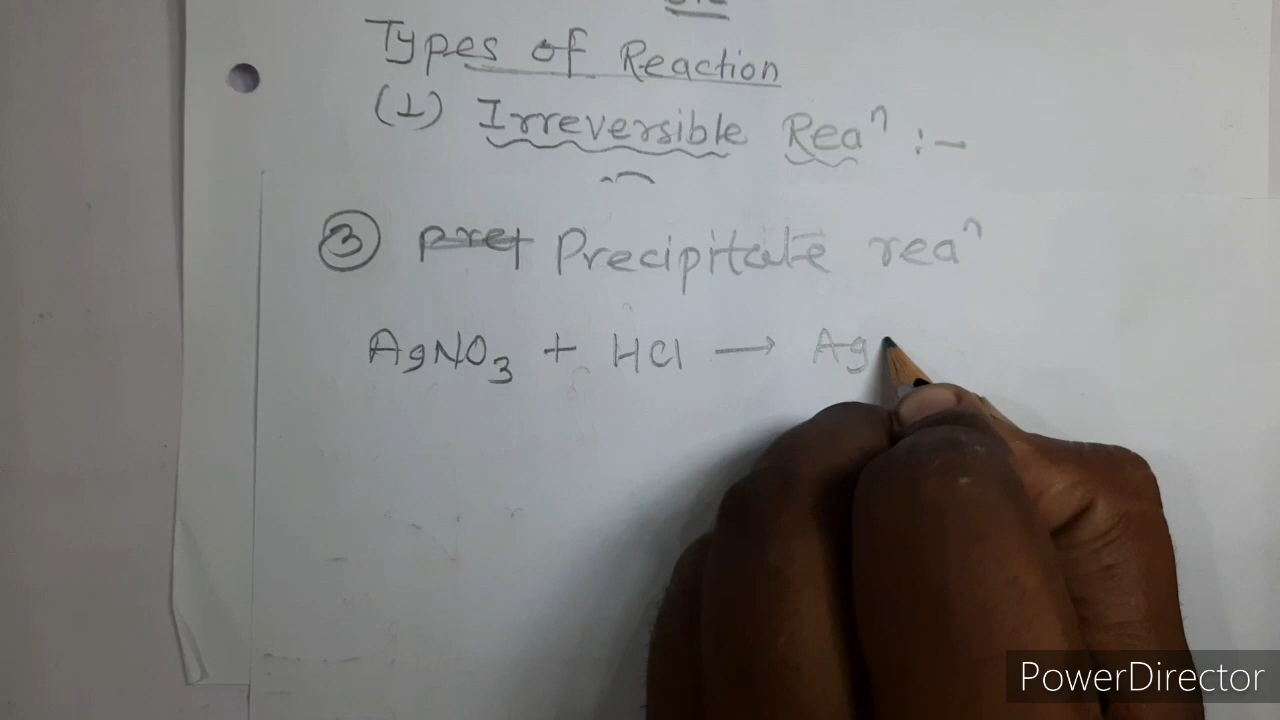 Types of Reaction
(1) Irreversible Reaⁿ :-
③ pret Precipitate reaⁿ
AgNO₃ + HCl → Ag
PowerDirector